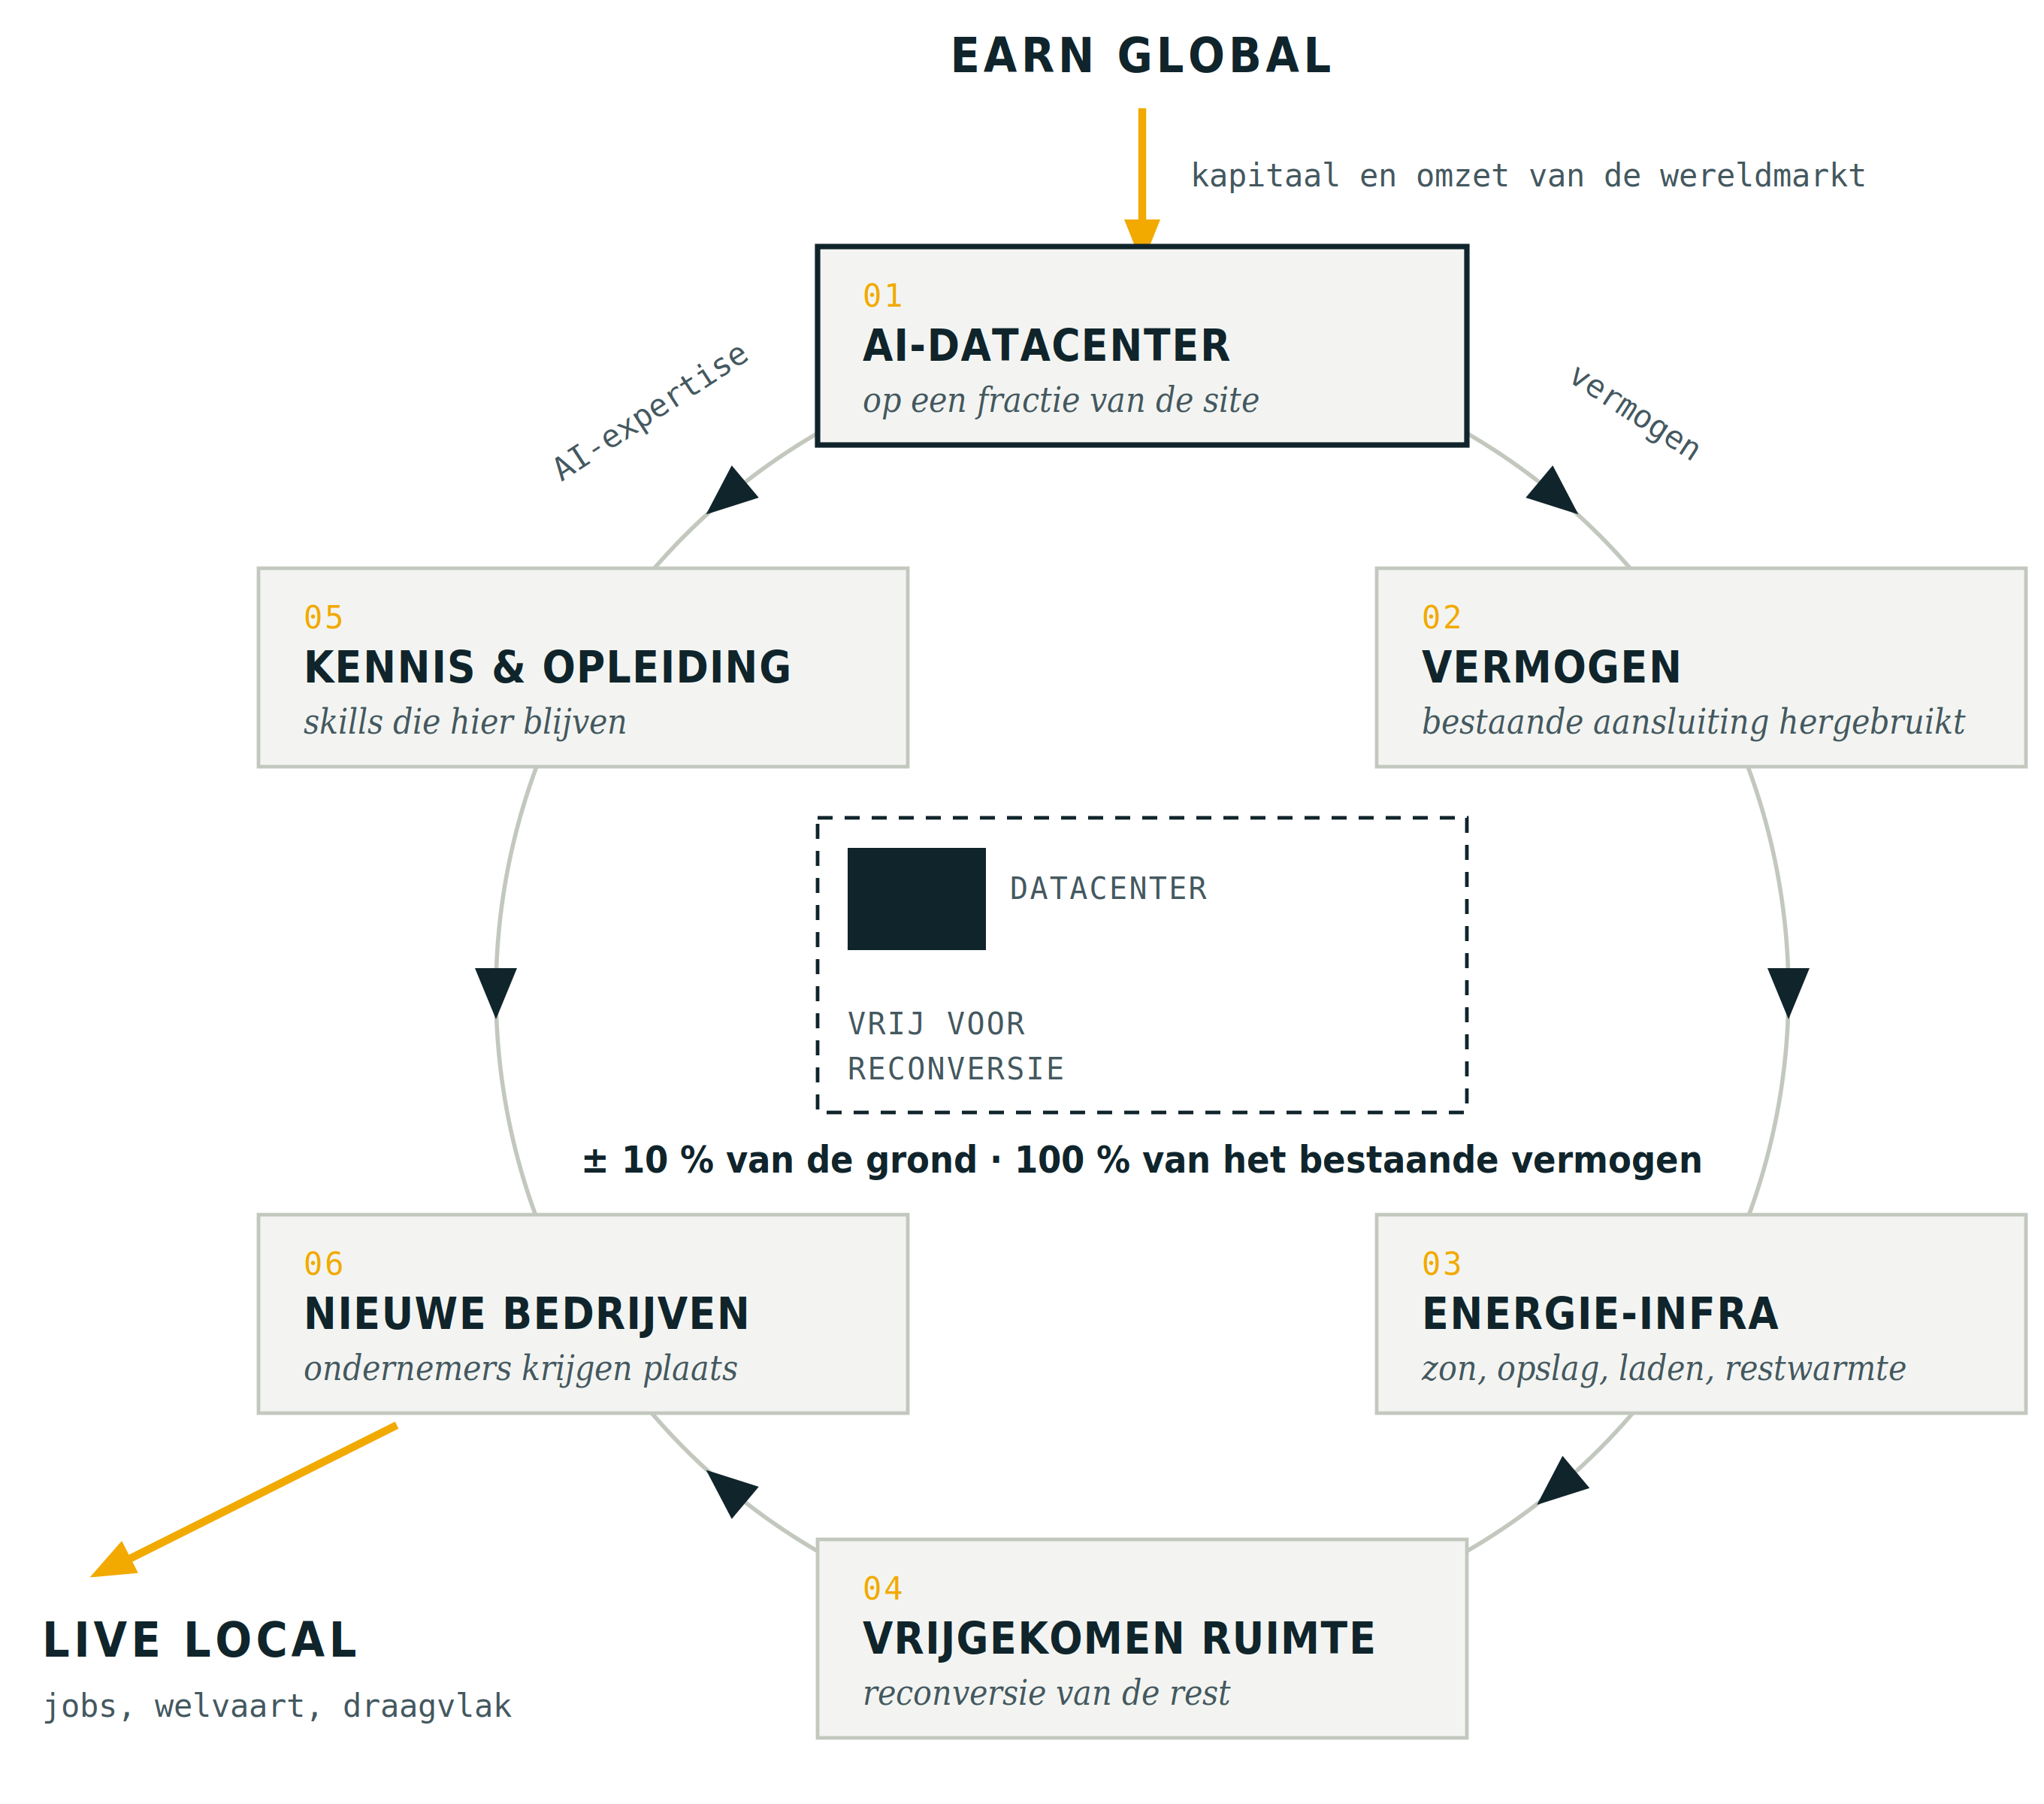 EARN GLOBAL
kapitaal en omzet van de wereldmarkt
01
AI-DATACENTER
op een fractie van de site
AI-expertise
vermogen
05
KENNIS & OPLEIDING
skills die hier blijven
02
VERMOGEN
bestaande aansluiting hergebruikt
DATACENTER
VRIJ VOOR
RECONVERSIE
± 10 % van de grond · 100 % van het bestaande vermogen
06
NIEUWE BEDRIJVEN
ondernemers krijgen plaats
03
ENERGIE-INFRA
zon, opslag, laden, restwarmte
04
VRIJGEKOMEN RUIMTE
reconversie van de rest
LIVE LOCAL
jobs, welvaart, draagvlak